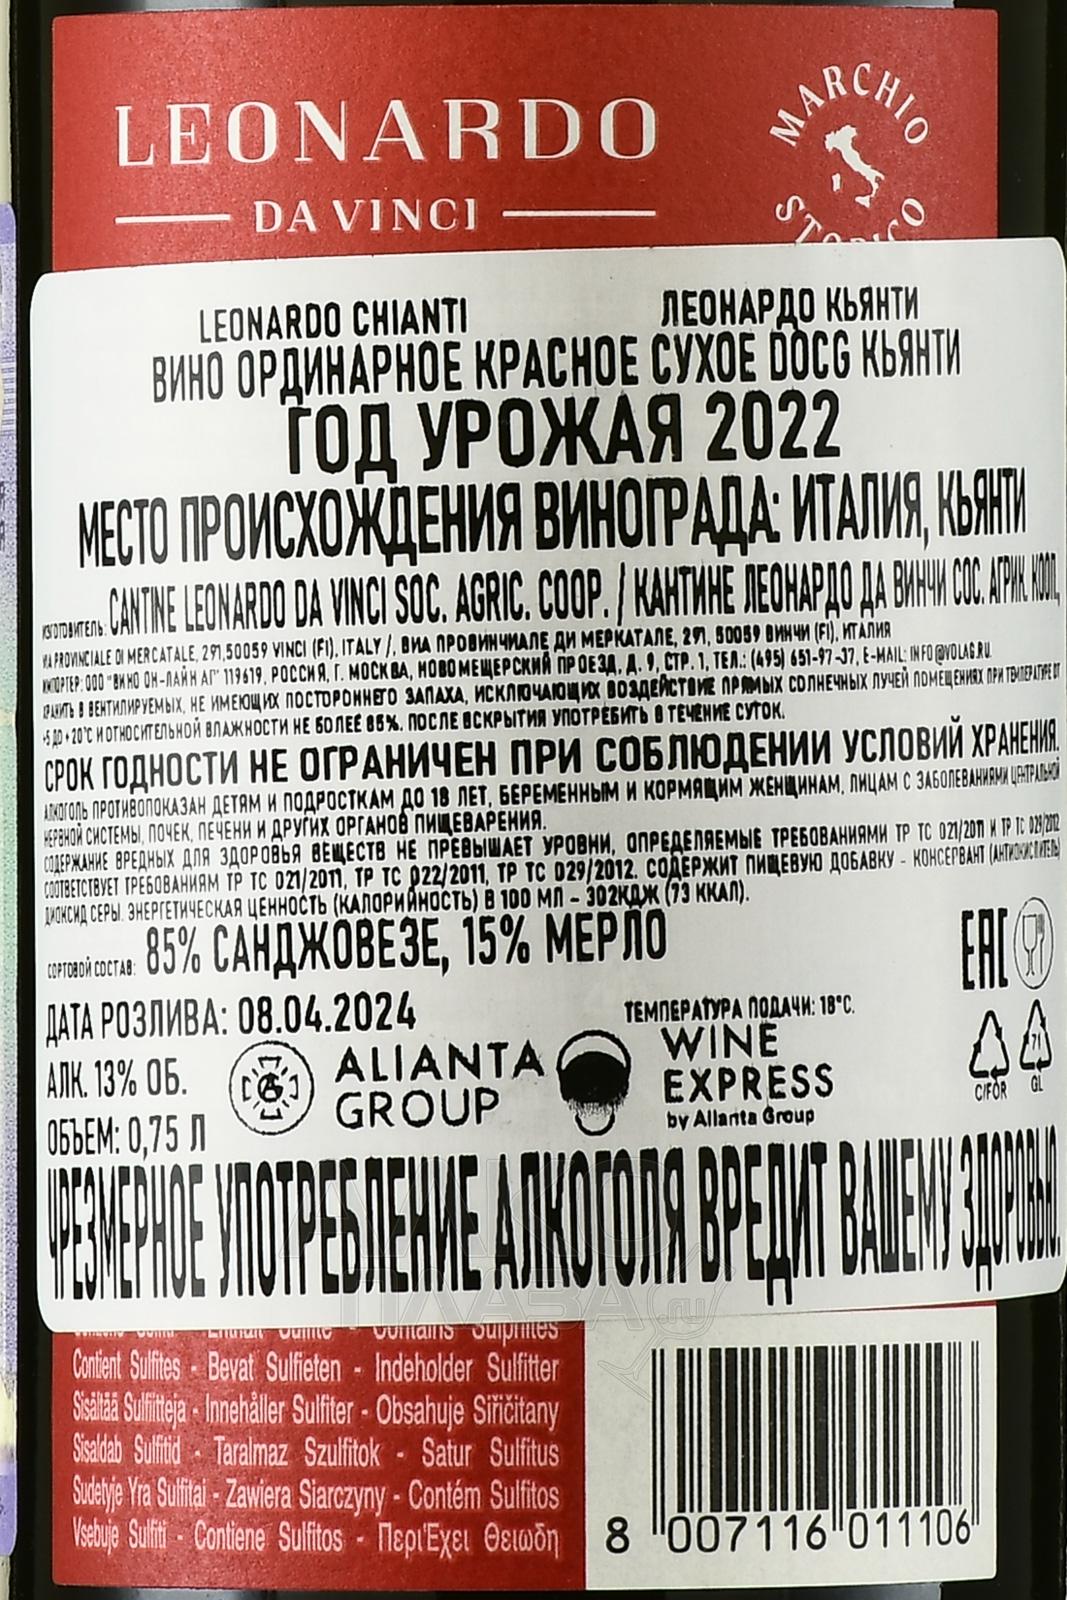 LEONARDO
DA VINCI
MARCHIO
STORICO
LEONARDO CHIANTI ЛЕОНАРДО КЬЯНТИ
ВИНО ОРДИНАРНОЕ КРАСНОЕ СУХОЕ DOCG КЬЯНТИ
ГОД УРОЖАЯ 2022
МЕСТО ПРОИСХОЖДЕНИЯ ВИНОГРАДА: ИТАЛИЯ, КЬЯНТИ
ИЗГОТОВИТЕЛЬ: CANTINE LEONARDO DA VINCI SOC. AGRIC. COOP. / КАНТИНЕ ЛЕОНАРДО ДА ВИНЧИ СОС. АГРИК. КООП.,
VIA PROVINCIALE DI MERCATALE, 291,50059 VINCI (FI), ITALY /, ВИА ПРОВИНЧИАЛЕ ДИ МЕРКАТАЛЕ, 291, 50059 ВИНЧИ (FI), ИТАЛИЯ
ИМПОРТЕР: ООО "ВИНО ОН-ЛАЙН АГ" 119619, РОССИЯ, Г. МОСКВА, НОВОМЕЩЕРСКИЙ ПРОЕЗД, Д. 9, СТР. 1, ТЕЛ.: (495) 651-97-37, E-MAIL: INFO@VOLAG.RU.
ХРАНИТЬ В ВЕНТИЛИРУЕМЫХ, НЕ ИМЕЮЩИХ ПОСТОРОННЕГО ЗАПАХА, ИСКЛЮЧАЮЩИХ ВОЗДЕЙСТВИЕ ПРЯМЫХ СОЛНЕЧНЫХ ЛУЧЕЙ ПОМЕЩЕНИЯХ ПРИ ТЕМПЕРАТУРЕ ОТ
+5 ДО +20°С И ОТНОСИТЕЛЬНОЙ ВЛАЖНОСТИ НЕ БОЛЕЕ 85%. ПОСЛЕ ВСКРЫТИЯ УПОТРЕБИТЬ В ТЕЧЕНИЕ СУТОК.
СРОК ГОДНОСТИ НЕ ОГРАНИЧЕН ПРИ СОБЛЮДЕНИИ УСЛОВИЙ ХРАНЕНИЯ.
АЛКОГОЛЬ ПРОТИВОПОКАЗАН ДЕТЯМ И ПОДРОСТКАМ ДО 18 ЛЕТ, БЕРЕМЕННЫМ И КОРМЯЩИМ ЖЕНЩИНАМ, ЛИЦАМ С ЗАБОЛЕВАНИЯМИ ЦЕНТРАЛЬНОЙ
НЕРВНОЙ СИСТЕМЫ, ПОЧЕК, ПЕЧЕНИ И ДРУГИХ ОРГАНОВ ПИЩЕВАРЕНИЯ.
СОДЕРЖАНИЕ ВРЕДНЫХ ДЛЯ ЗДОРОВЬЯ ВЕЩЕСТВ НЕ ПРЕВЫШАЕТ УРОВНИ, ОПРЕДЕЛЯЕМЫЕ ТРЕБОВАНИЯМИ ТР ТС 021/2011 И ТР ТС 029/2012
СООТВЕТСТВУЕТ ТРЕБОВАНИЯМ ТР ТС 021/2011, ТР ТС 022/2011, ТР ТС 029/2012. СОДЕРЖИТ ПИЩЕВУЮ ДОБАВКУ - КОНСЕРВАНТ (АНТИОКИСЛИТЕЛЬ)
ДИОКСИД СЕРЫ. ЭНЕРГЕТИЧЕСКАЯ ЦЕННОСТЬ (КАЛОРИЙНОСТЬ) В 100 МЛ - 302КДЖ (73 ККАЛ).
СОРТОВОЙ СОСТАВ: 85% САНДЖОВЕЗЕ, 15% МЕРЛО
EAC
ДАТА РОЗЛИВА: 08.04.2024
ТЕМПЕРАТУРА ПОДАЧИ: 18°С.
АЛК. 13% ОБ.
ALIANTA
GROUP
WINE
EXPRESS
by Alianta Group
C/FOR
71
GL
ОБЪЕМ: 0,75 Л
ЧРЕЗМЕРНОЕ УПОТРЕБЛЕНИЕ АЛКОГОЛЯ ВРЕДИТ ВАШЕМУ ЗДОРОВЬЮ.
АЛКО
ПЛАЗА.ru
Enthält Sulfite - Contains Sulphites
Contient Sulfites - Bevat Sulfieten - Indeholder Sulfitter
Sisältää Sulfiitteja - Innehåller Sulfiter - Obsahuje Siřičitany
Sisaldab Sulfitid - Taralmaz Szulfitok - Satur Sulfitus
Sudetyje Yra Sulfitai - Zawiera Siarczyny - Contém Sulfitos
Vsebuje Sulfiti - Contiene Sulfitos - Περι'Εχει Θειωδη
8 007116 011106